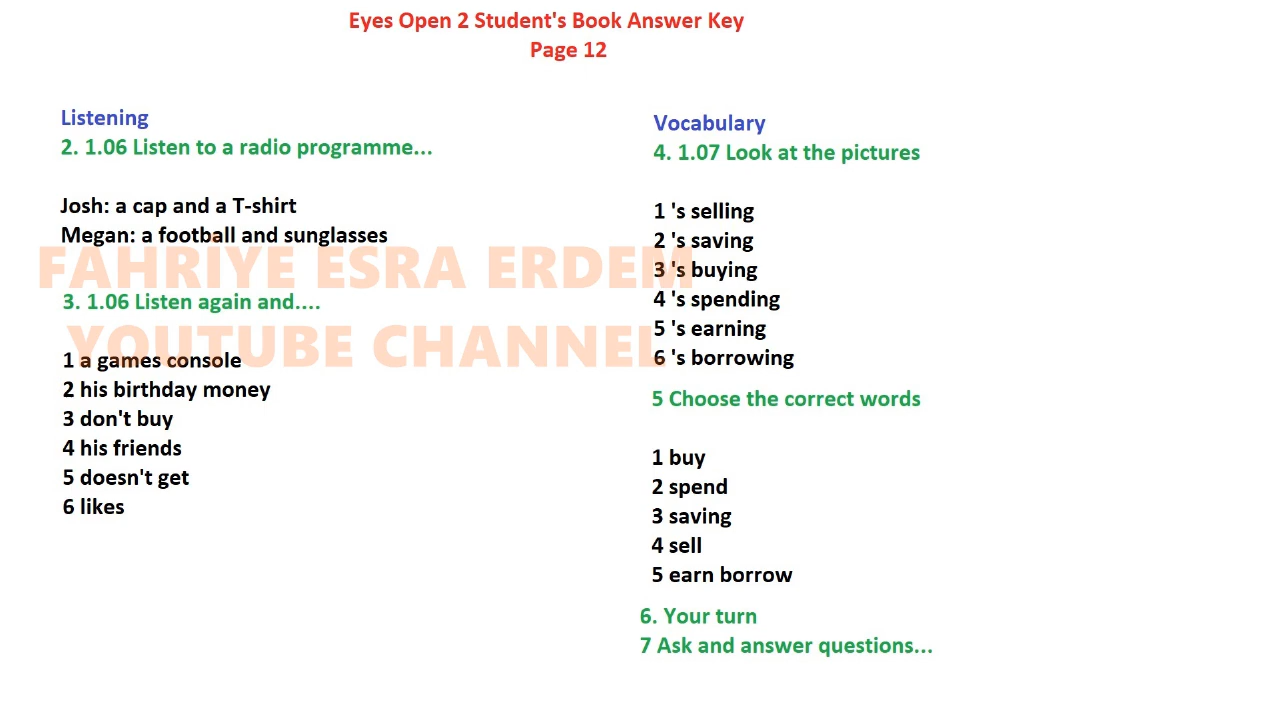 Eyes Open 2 Student's Book Answer Key
Page 12
Listening
2. 1.06 Listen to a radio programme...
Josh: a cap and a T-shirt
Megan: a football and sunglasses
FAHRİYE ESRA ERDEM
3. 1.06 Listen again and....
YOUTUBE CHANNEL
1 a games console
2 his birthday money
3 don't buy
4 his friends
5 doesn't get
6 likes
Vocabulary
4. 1.07 Look at the pictures
1 's selling
2 's saving
3 's buying
4 's spending
5 's earning
6 's borrowing
5 Choose the correct words
1 buy
2 spend
3 saving
4 sell
5 earn borrow
6. Your turn
7 Ask and answer questions...